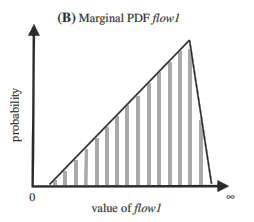 (B) Marginal PDF flow1
probability
0
∞
value of flow1